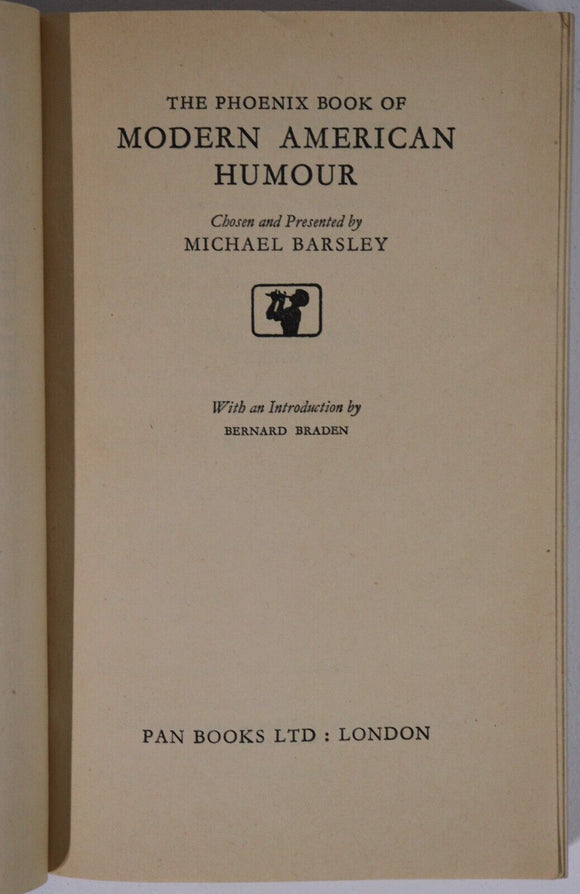 THE PHOENIX BOOK OF
MODERN AMERICAN
HUMOUR
Chosen and Presented by
MICHAEL BARSLEY
With an Introduction by
BERNARD BRADEN
PAN BOOKS LTD : LONDON